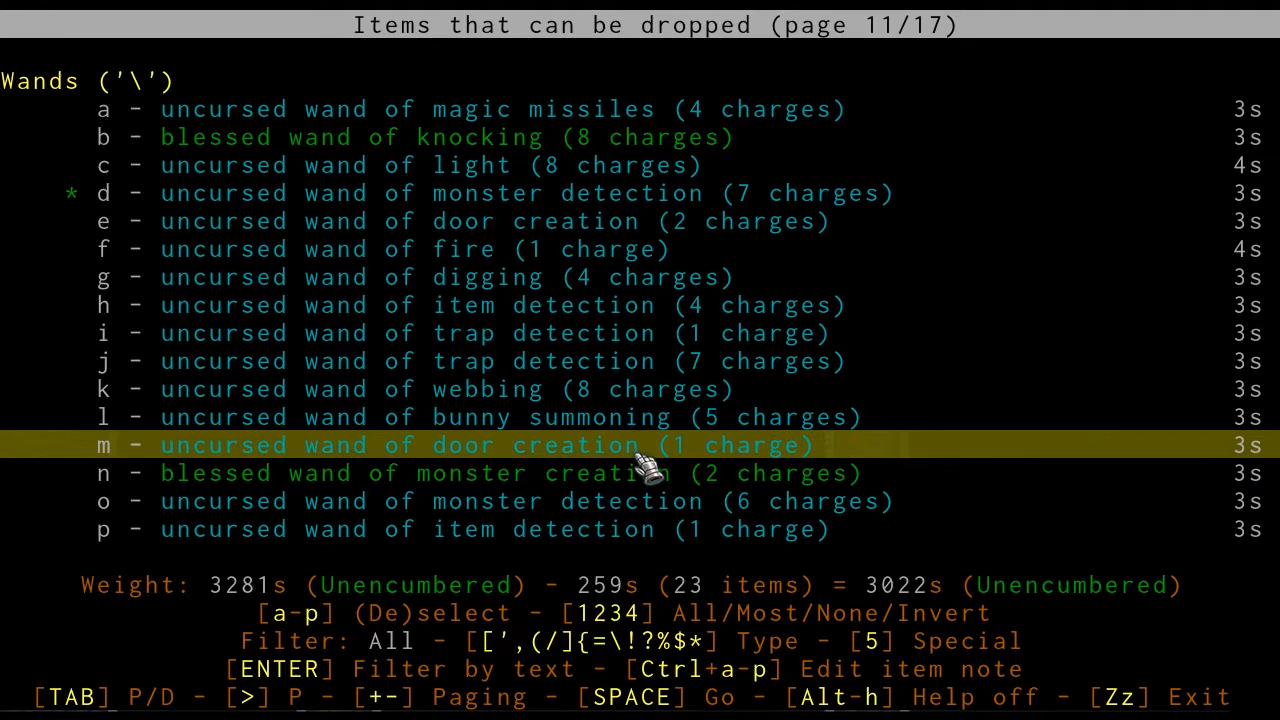 Items that can be dropped (page 11/17)
Wands ('\')
a - uncursed wand of magic missiles (4 charges) 3s
b - blessed wand of knocking (8 charges) 3s
c - uncursed wand of light (8 charges) 4s
* d - uncursed wand of monster detection (7 charges) 3s
e - uncursed wand of door creation (2 charges) 3s
f - uncursed wand of fire (1 charge) 4s
g - uncursed wand of digging (4 charges) 3s
h - uncursed wand of item detection (4 charges) 3s
i - uncursed wand of trap detection (1 charge) 3s
j - uncursed wand of trap detection (7 charges) 3s
k - uncursed wand of webbing (8 charges) 3s
l - uncursed wand of bunny summoning (5 charges) 3s
m - uncursed wand of door creation (1 charge) 3s
n - blessed wand of monster creation (2 charges) 3s
o - uncursed wand of monster detection (6 charges) 3s
p - uncursed wand of item detection (1 charge) 3s
Weight: 3281s (Unencumbered) - 259s (23 items) = 3022s (Unencumbered)
[a-p] (De)select - [1234] All/Most/None/Invert
Filter: All - [[',(/]{=\!?%$*] Type - [5] Special
[ENTER] Filter by text - [Ctrl+a-p] Edit item note
[TAB] P/D - [>] P - [+-] Paging - [SPACE] Go - [Alt-h] Help off - [Zz] Exit